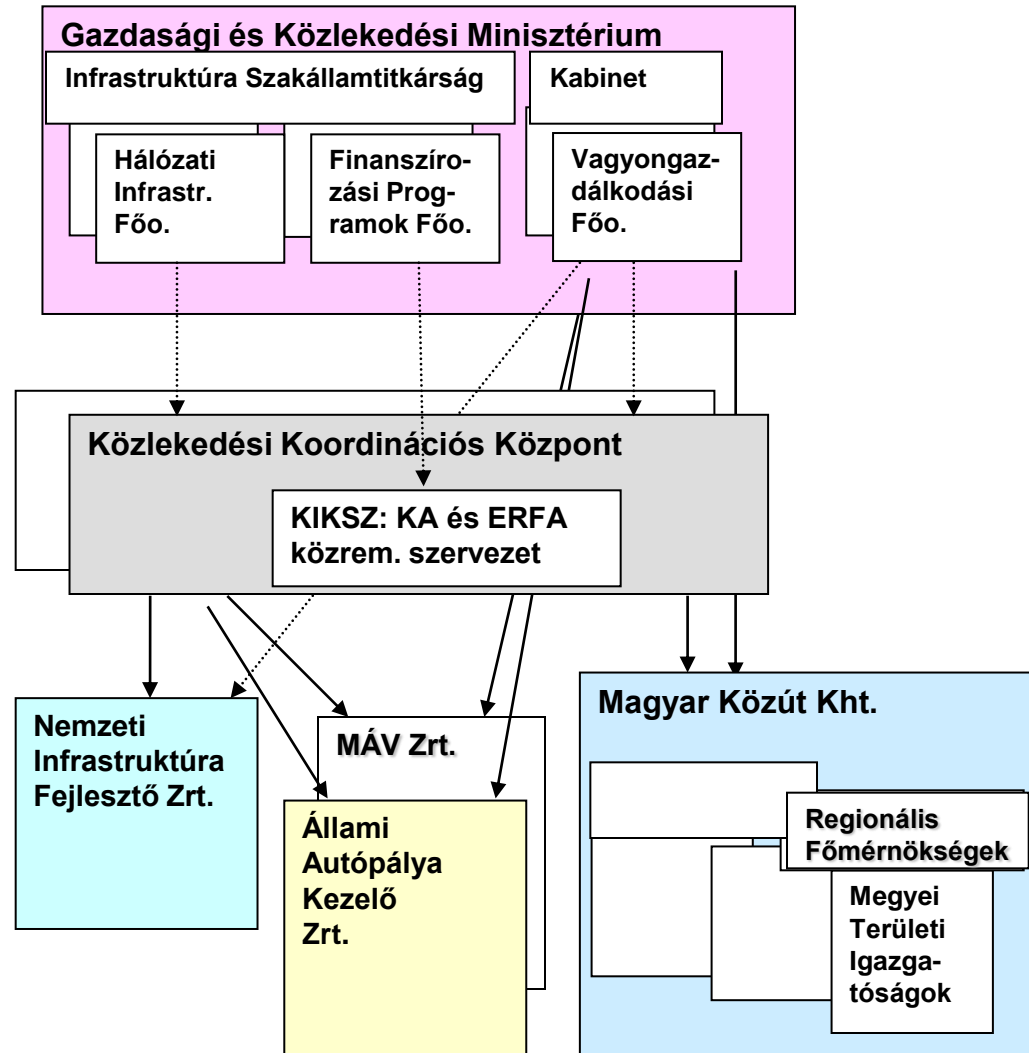 Gazdasági és Közlekedési Minisztérium
Infrastruktúra Szakállamtitkárság
Kabinet
Hálózati
Infrastr.
Főo.
Finanszíro-
zási Prog-
ramok Főo.
Vagyongaz-
dálkodási
Főo.
Közlekedési Koordinációs Központ
KIKSZ: KA és ERFA
közrem. szervezet
Nemzeti
Infrastruktúra
Fejlesztő Zrt.
MÁV Zrt.
Állami
Autópálya
Kezelő
Zrt.
Magyar Közút Kht.
Regionális
Főmérnökségek
Megyei
Területi
Igazga-
tóságok